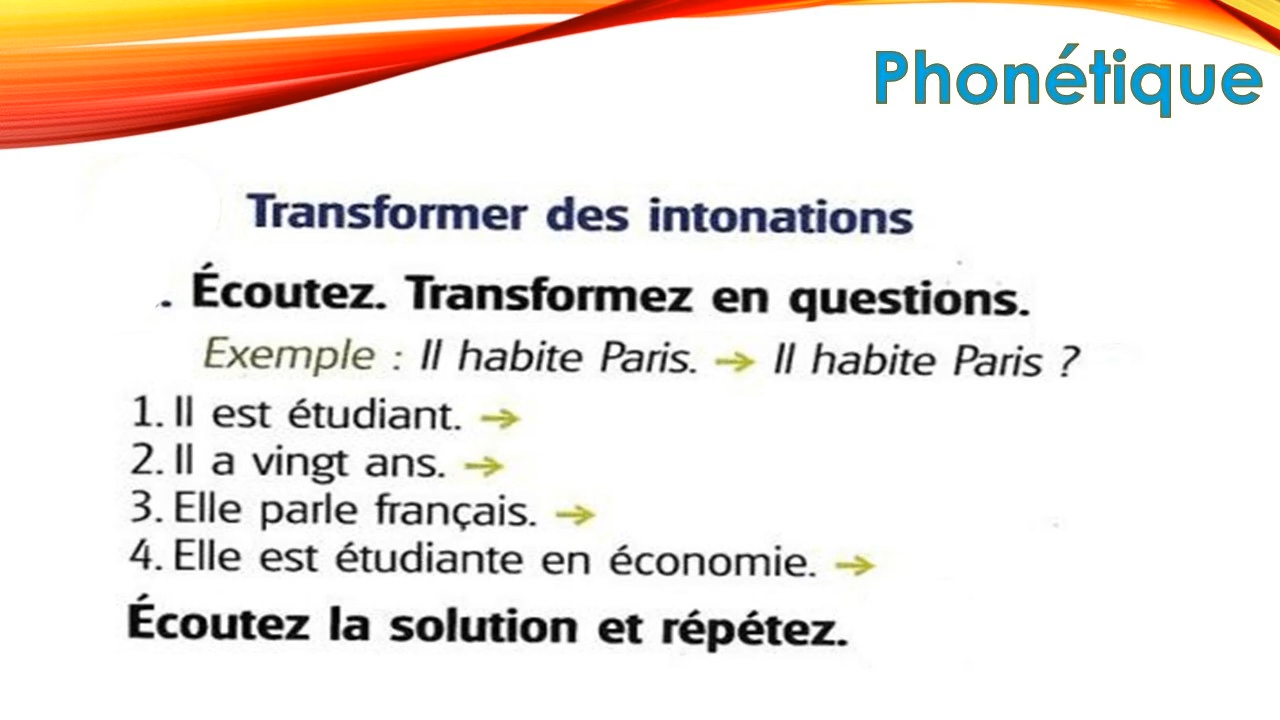 Phonétique
Transformer des intonations
. Écoutez. Transformez en questions.
Exemple : Il habite Paris. → Il habite Paris ?
1. Il est étudiant. →
2. Il a vingt ans. →
3. Elle parle français. →
4. Elle est étudiante en économie. →
Écoutez la solution et répétez.